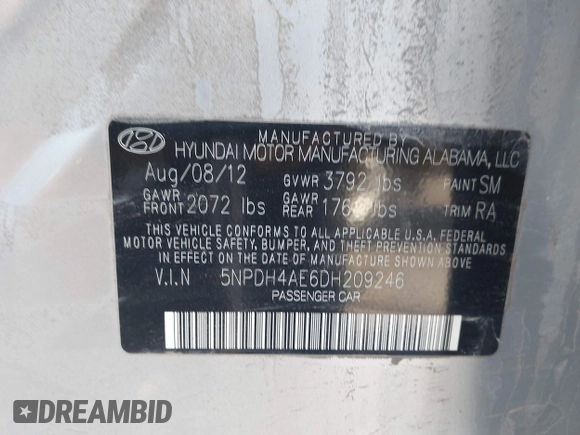 MANUFACTURED BY
HYUNDAI MOTOR MANUFACTURING ALABAMA, LLC
Aug/08/12 GVWR 3792 lbs PAINT SM
GAWR FRONT 2072 lbs GAWR REAR lbs TRIM RA
THIS VEHICLE CONFORMS TO ALL APPLICABLE U.S.A. FEDERAL
MOTOR VEHICLE SAFETY, BUMPER, AND THEFT PREVENTION STANDARDS
IN EFFECT ON THE DATE OF MANUFACTURE SHOWN ABOVE.
V.I.N 5NPDH4AE6DH209246
PASSENGER CAR
DREAMBID